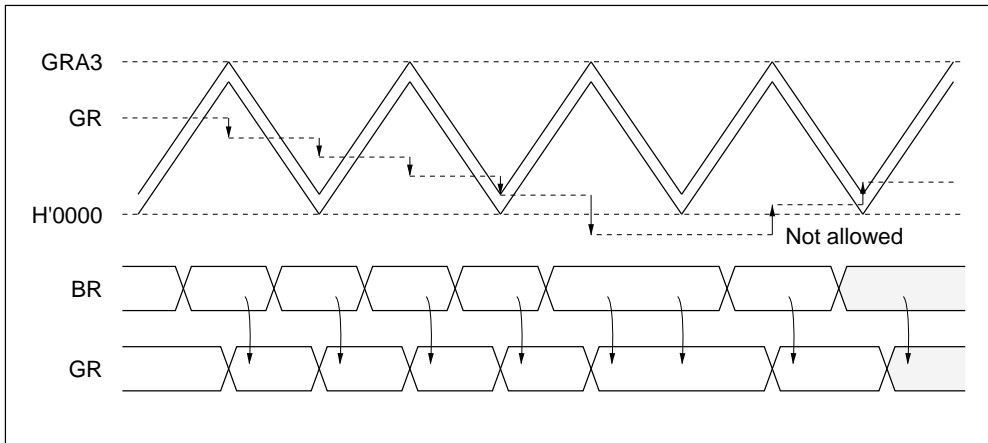 GRA3
GR
H'0000
Not allowed
BR
GR